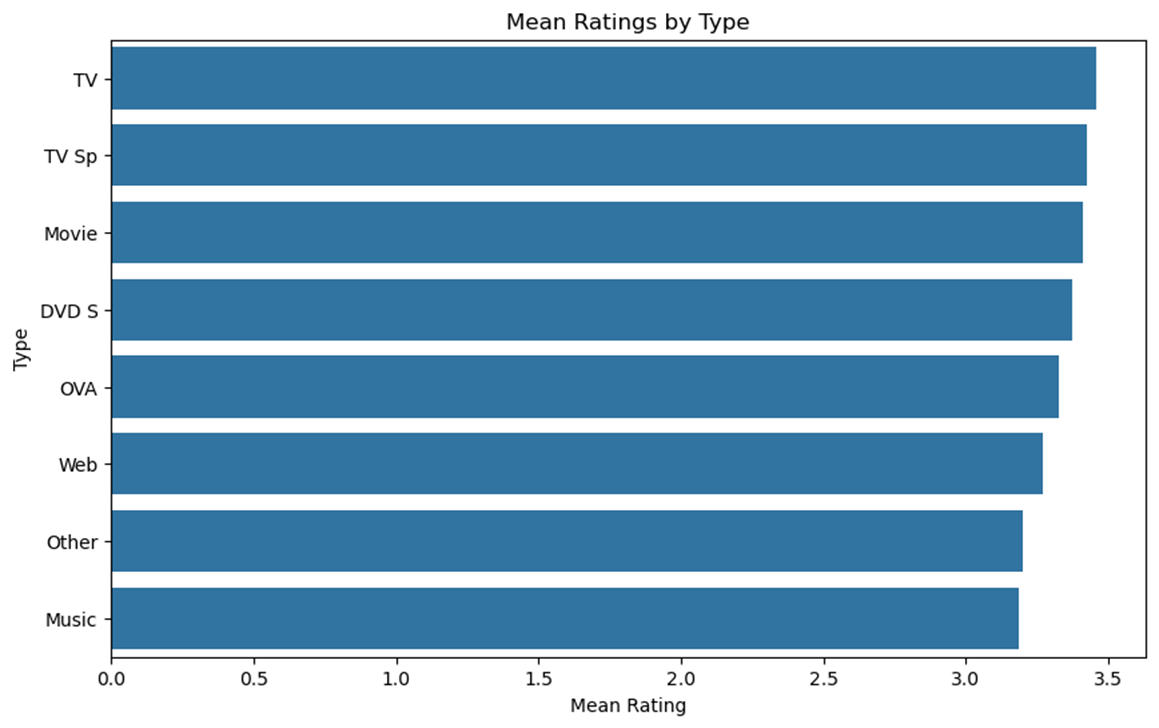 Mean Ratings by Type
TV
TV Sp
Movie
DVD S
OVA
Web
Other
Music
Type
0.0 0.5 1.0 1.5 2.0 2.5 3.0 3.5
Mean Rating